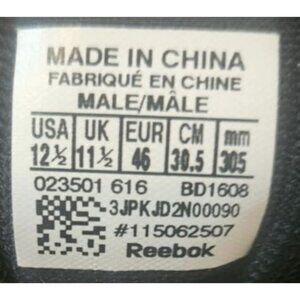 MADE IN CHINA
FABRIQUÉ EN CHINE
MALE/MÂLE
USA UK EUR CM mm
12½ 11½ 46 30.5 305
023501 616 BD1608
3JPKJD2N00090
#115062507
Reebok